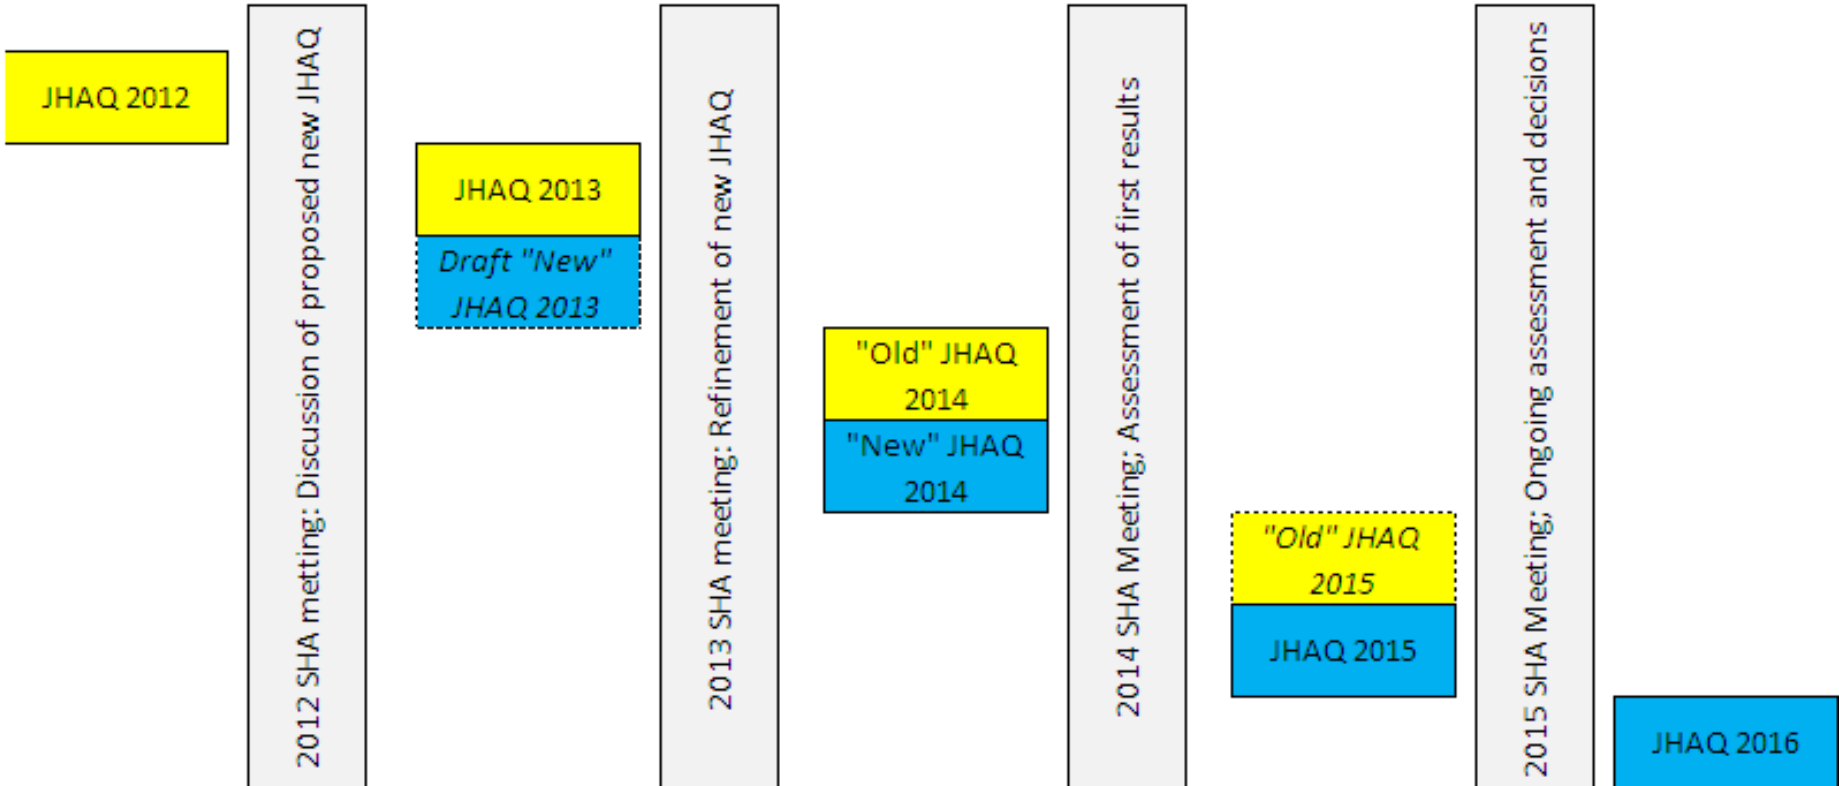 JHAQ 2012
2012 SHA metting: Discussion of proposed new JHAQ
JHAQ 2013
Draft "New"
JHAQ 2013
2013 SHA meeting: Refinement of new JHAQ
"Old" JHAQ
2014
"New" JHAQ
2014
2014 SHA Meeting; Assessment of first results
"Old" JHAQ
2015
JHAQ 2015
2015 SHA Meeting; Ongoing assessment and decisions
JHAQ 2016